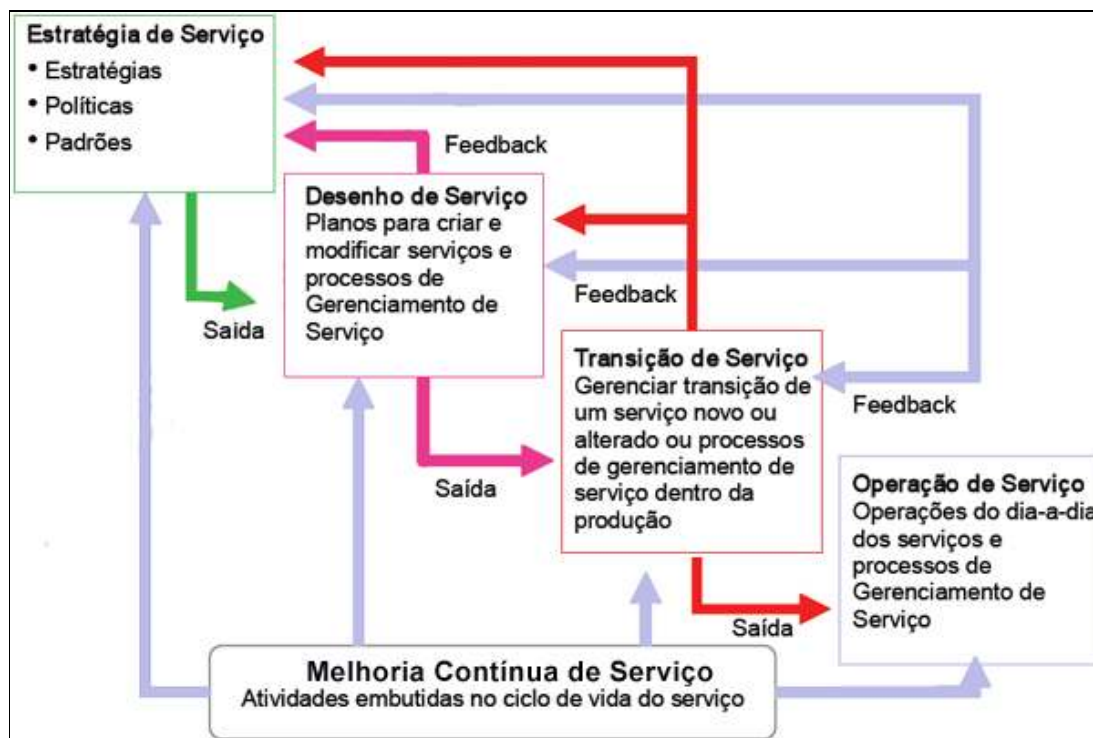 Estratégia de Serviço
• Estratégias
• Políticas
• Padrões
Feedback
Desenho de Serviço
Planos para criar e
modificar serviços e
processos de
Gerenciamento de
Serviço
Saida
Feedback
Transição de Serviço
Gerenciar transição de
um serviço novo ou
alterado ou processos
de gerenciamento de
serviço dentro da
produção
Feedback
Saída
Operação de Serviço
Operações do dia-a-dia
dos serviços e
processos de
Gerenciamento de
Serviço
Saída
Melhoria Contínua de Serviço
Atividades embutidas no ciclo de vida do serviço